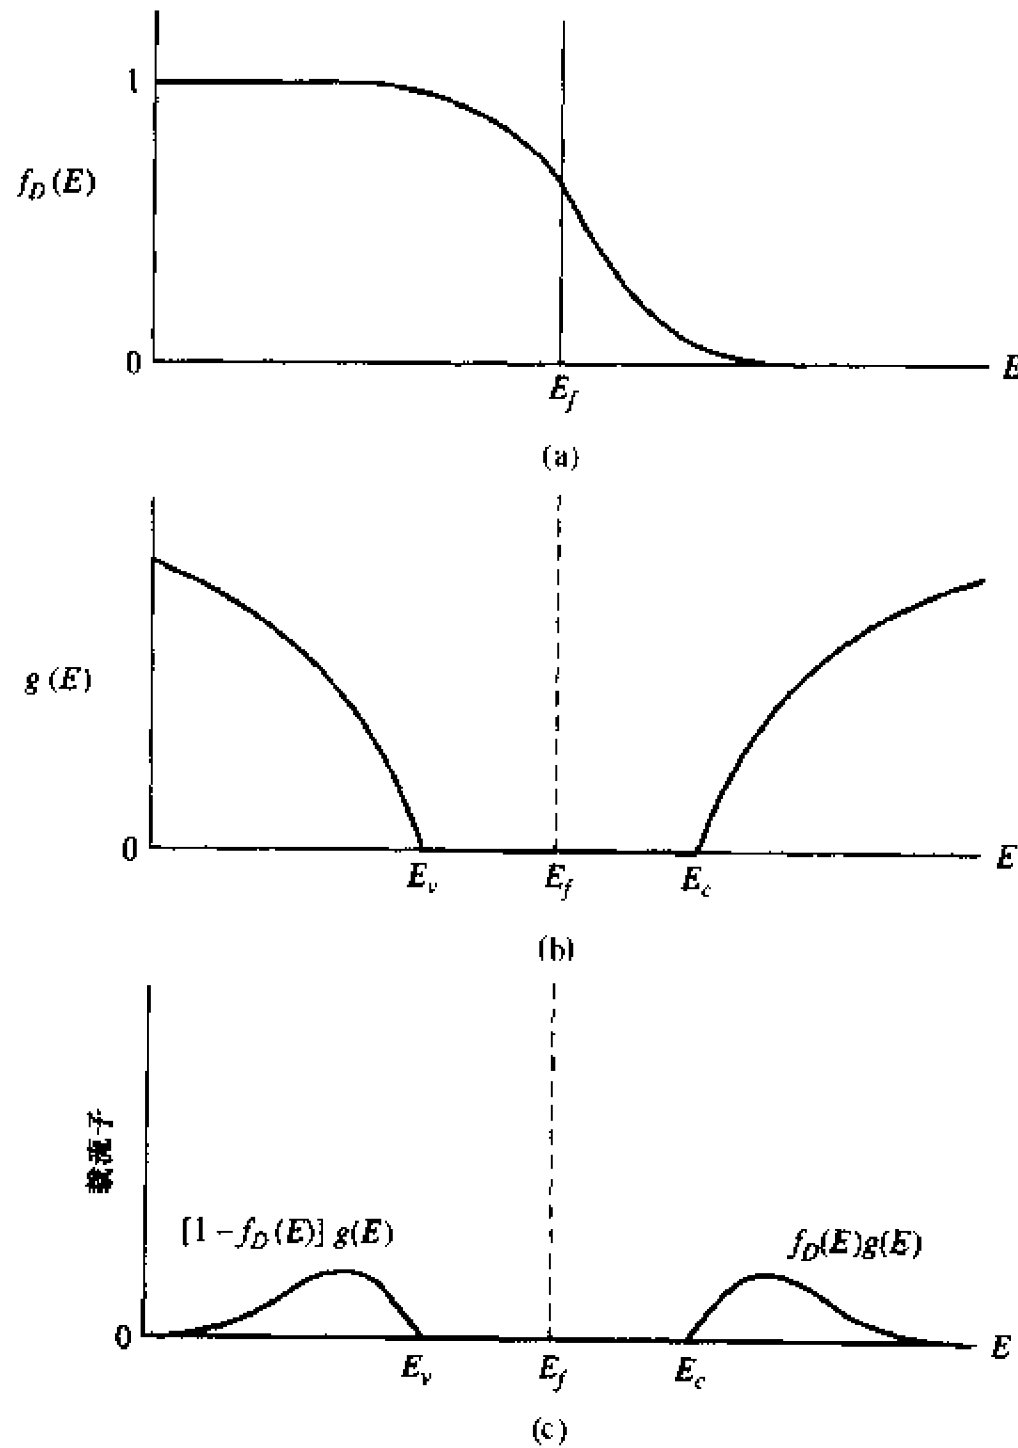 1
f_D (E)
0
E_f
E
(a)
g (E)
0
E_v
E_f
E_c
E
(b)
载流子
[1 - f_D (E)] g(E)
f_D(E)g(E)
0
E_v
E_f
E_c
E
(c)